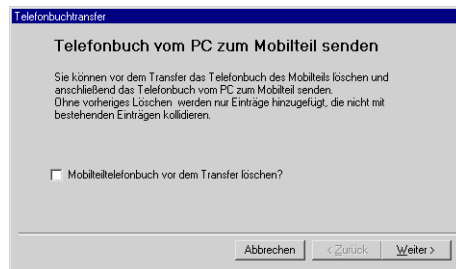 Telefonbuchtransfer
Telefonbuch vom PC zum Mobilteil senden
Sie können vor dem Transfer das Telefonbuch des Mobilteils löschen und
anschließend das Telefonbuch vom PC zum Mobilteil senden.
Ohne vorheriges Löschen werden nur Einträge hinzugefügt, die nicht mit
bestehenden Einträgen kollidieren.
Mobilteiltelefonbuch vor dem Transfer löschen?
Abbrechen < Zurück Weiter >